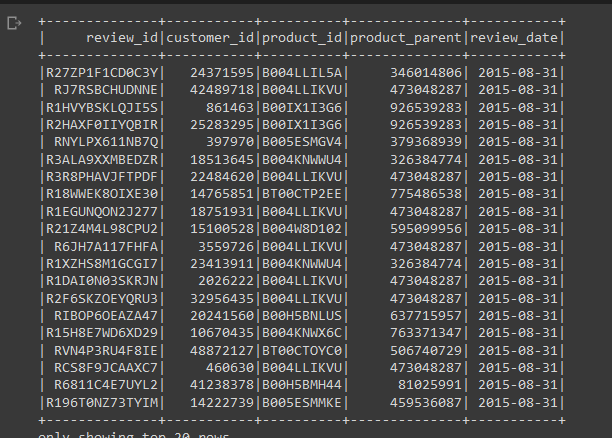 +--------------+-----------+----------+--------------+-----------+
|     review_id|customer_id|product_id|product_parent|review_date|
+--------------+-----------+----------+--------------+-----------+
|R27ZP1F1CD0C3Y|   24371595|B004LLIL5A|     346014806| 2015-08-31|
| RJ7RSBCHUDNNE|   42489718|B004LLIKVU|     473048287| 2015-08-31|
|R1HVYBSKLQJI5S|     861463|B00IX1I3G6|     926539283| 2015-08-31|
|R2HAXF0IIYQBIR|   25283295|B00IX1I3G6|     926539283| 2015-08-31|
| RNYLPX611NB7Q|     397970|B005ESMGV4|     379368939| 2015-08-31|
|R3ALA9XXMBEDZR|   18513645|B004KNWWU4|     326384774| 2015-08-31|
|R3R8PHAVJFTPDF|   22484620|B004LLIKVU|     473048287| 2015-08-31|
|R18WWEK8OIXE30|   14765851|BT00CTP2EE|     775486538| 2015-08-31|
|R1EGUNQON2J277|   18751931|B004LLIKVU|     473048287| 2015-08-31|
|R21Z4M4L98CPU2|   15100528|B004W8D102|     595099956| 2015-08-31|
| R6JH7A117FHFA|    3559726|B004LLIKVU|     473048287| 2015-08-31|
|R1XZHS8M1GCGI7|   23413911|B004KNWWU4|     326384774| 2015-08-31|
|R1DAI0N03SKRJN|    2026222|B004LLIKVU|     473048287| 2015-08-31|
|R2F6SKZOEYQRU3|   32956435|B004LLIKVU|     473048287| 2015-08-31|
| RIBOP6OEAZA47|   20241560|B00H5BNLUS|     637715957| 2015-08-31|
|R15H8E7WD6XD29|   10670435|B004KNWX6C|     763371347| 2015-08-31|
| RVN4P3RU4F8IE|   48872127|BT00CTOYC0|     506740729| 2015-08-31|
| RCS8F9JCAAXC7|     460630|B004LLIKVU|     473048287| 2015-08-31|
| R6811C4E7UYL2|   41238378|B00H5BMH44|      81025991| 2015-08-31|
|R196T0NZ73TYIM|   14222739|B005ESMMKE|     459536087| 2015-08-31|
+--------------+-----------+----------+--------------+-----------+
only showing top 20 rows